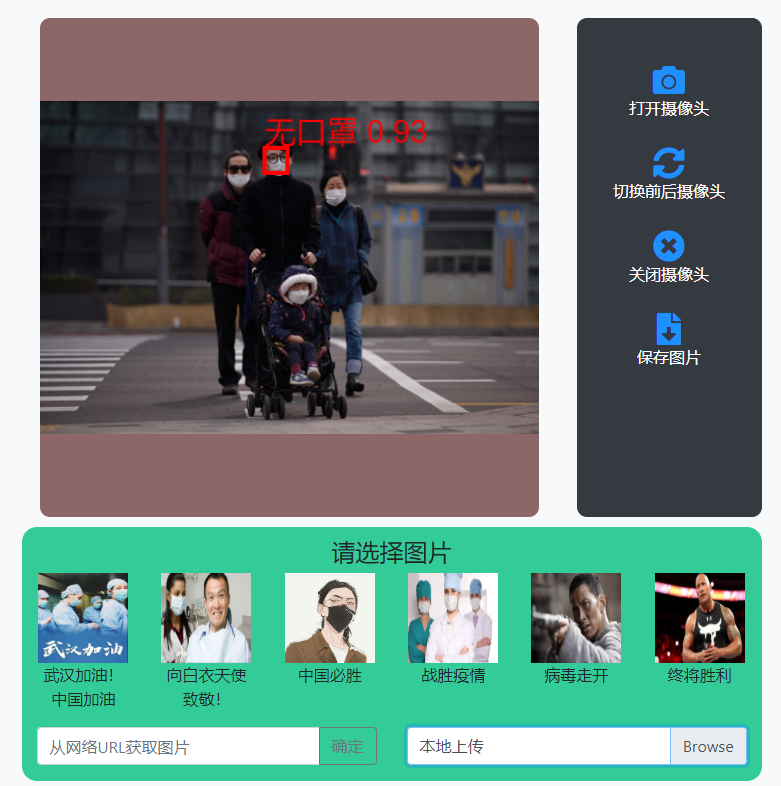 无口罩 0.93
打开摄像头
切换前后摄像头
关闭摄像头
保存图片
请选择图片
武汉加油
武汉加油！
中国加油
向白衣天使
致敬！
中国必胜
战胜疫情
病毒走开
终将胜利
从网络URL获取图片
确定
本地上传
Browse